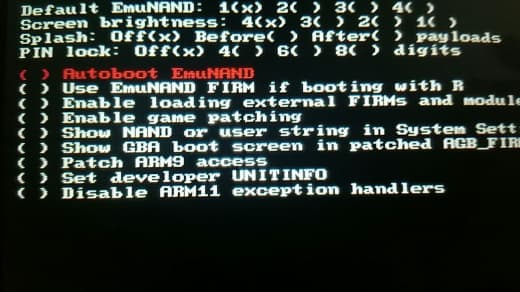 Default EmuNAND: 1(x) 2( ) 3( ) 4( )
Screen brightness: 4(x) 3( ) 2( ) 1( )
Splash: Off(x) Before( ) After( ) payloads
PIN lock: Off(x) 4( ) 6( ) 8( ) digits
( ) Autoboot EmuNAND
( ) Use EmuNAND FIRM if booting with R
( ) Enable loading external FIRMs and module
( ) Enable game patching
( ) Show NAND or user string in System Sett
( ) Show GBA boot screen in patched AGB_FIR
( ) Patch ARM9 access
( ) Set developer UNITINFO
( ) Disable ARM11 exception handlers